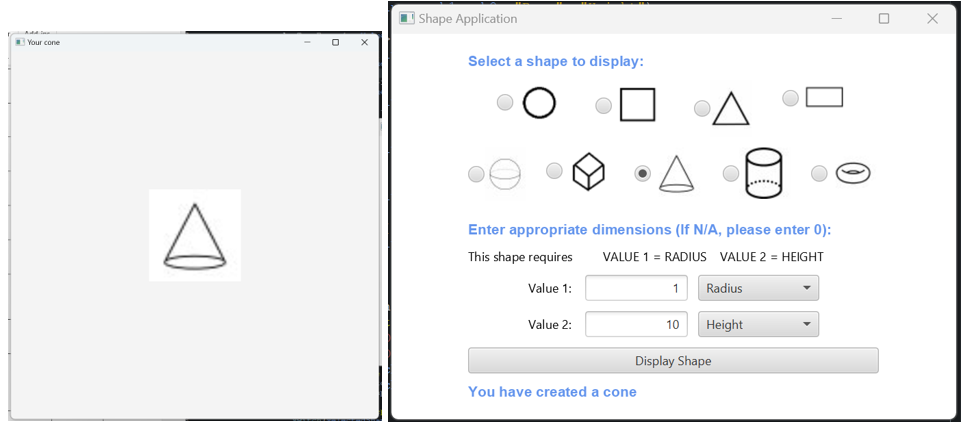 Your cone
Shape Application
Select a shape to display:
Enter appropriate dimensions (If N/A, please enter 0):
This shape requires VALUE 1 = RADIUS VALUE 2 = HEIGHT
Value 1: 1 Radius
Value 2: 10 Height
Display Shape
You have created a cone